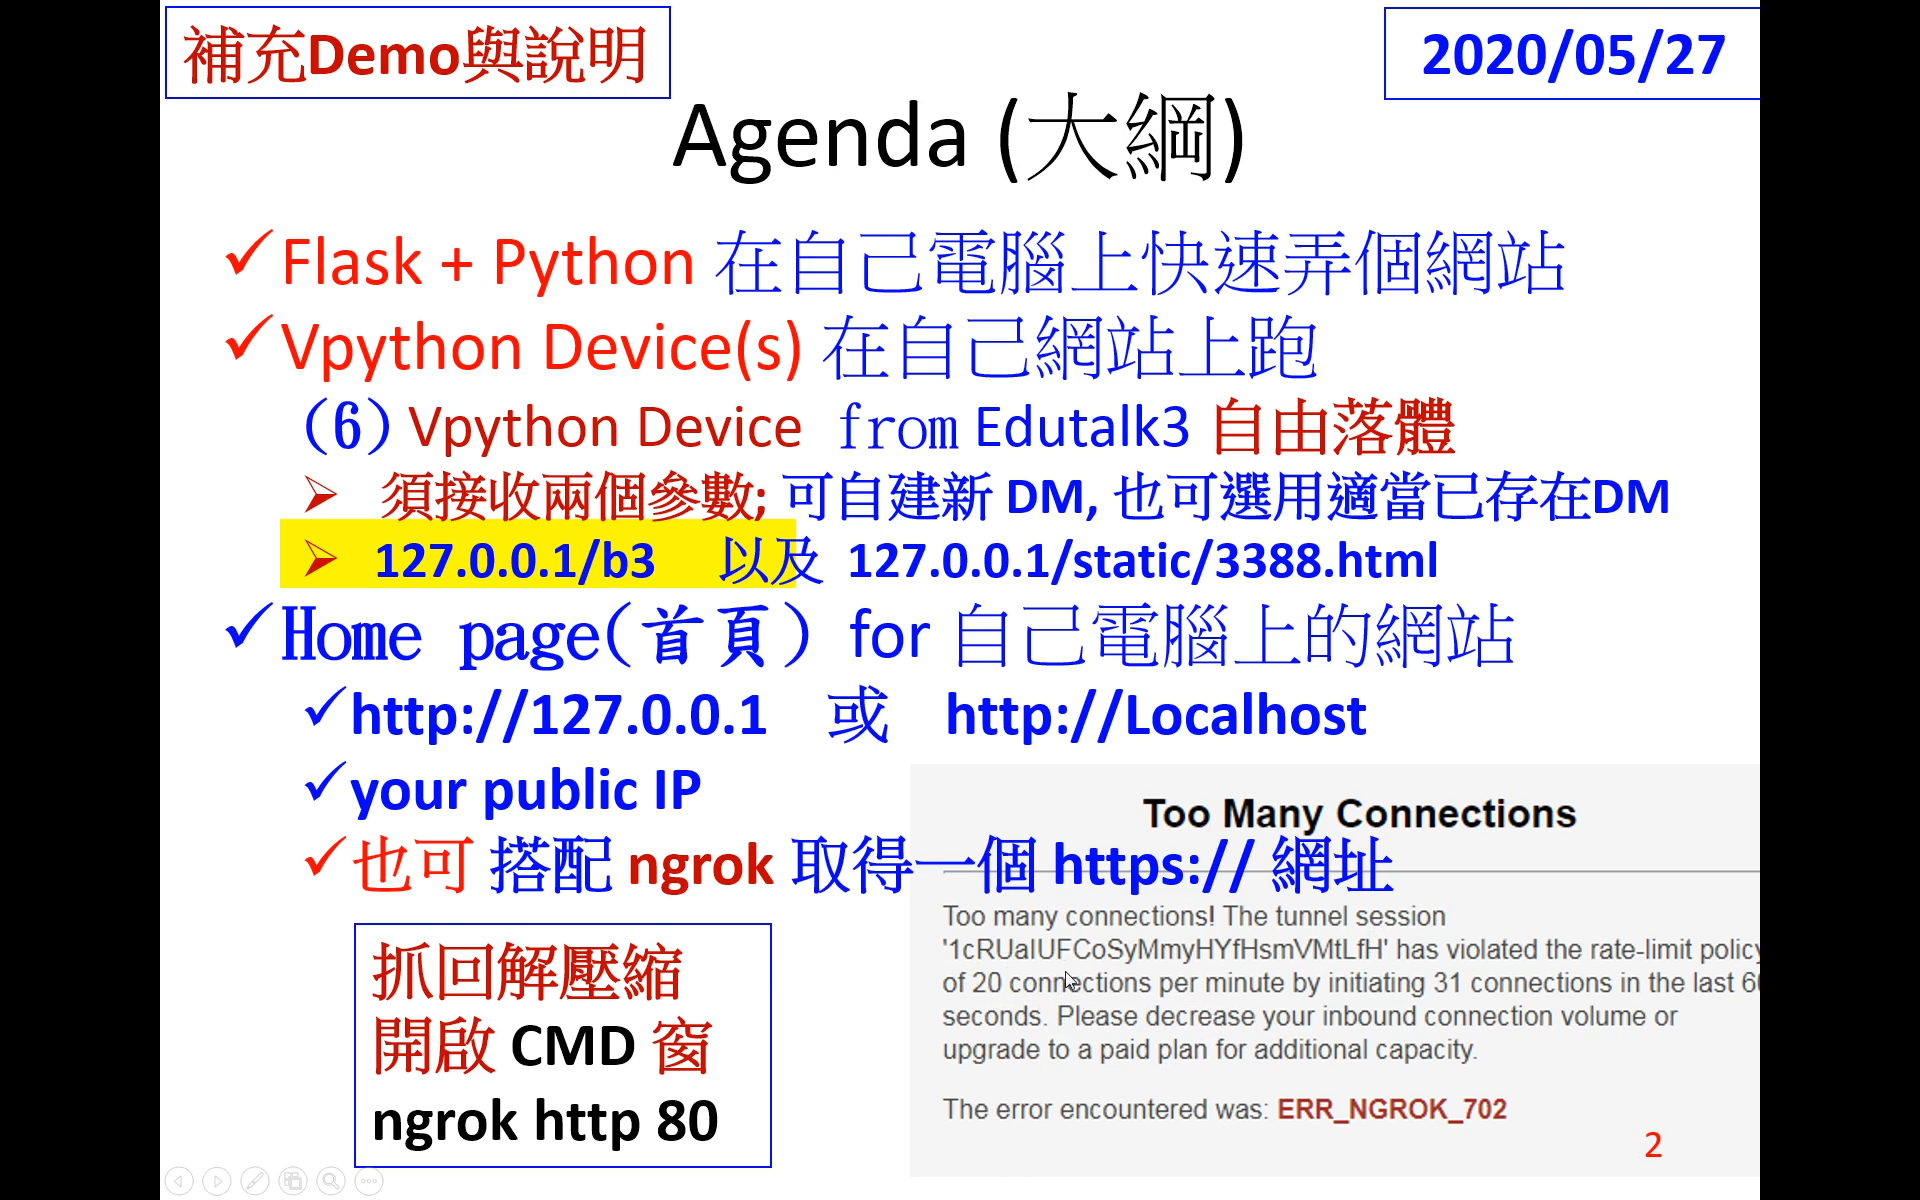 補充Demo與說明
2020/05/27
Agenda (大綱)
✓Flask + Python 在自己電腦上快速弄個網站
✓Vpython Device(s) 在自己網站上跑
(6) Vpython Device from Edutalk3 自由落體
➢ 須接收兩個參數; 可自建新 DM, 也可選用適當已存在DM
➢ 127.0.0.1/b3 以及 127.0.0.1/static/3388.html
✓Home page(首頁) for 自己電腦上的網站
✓http://127.0.0.1 或 http://Localhost
✓your public IP
✓也可 搭配 ngrok 取得一個 https:// 網址
抓回解壓縮
開啟 CMD 窗
ngrok http 80
Too Many Connections
Too many connections! The tunnel session
'1cRUaIUFCoSyMmyHYfHsmVMtLfH' has violated the rate-limit policy
of 20 connections per minute by initiating 31 connections in the last 60
seconds. Please decrease your inbound connection volume or
upgrade to a paid plan for additional capacity.
The error encountered was: ERR_NGROK_702
2